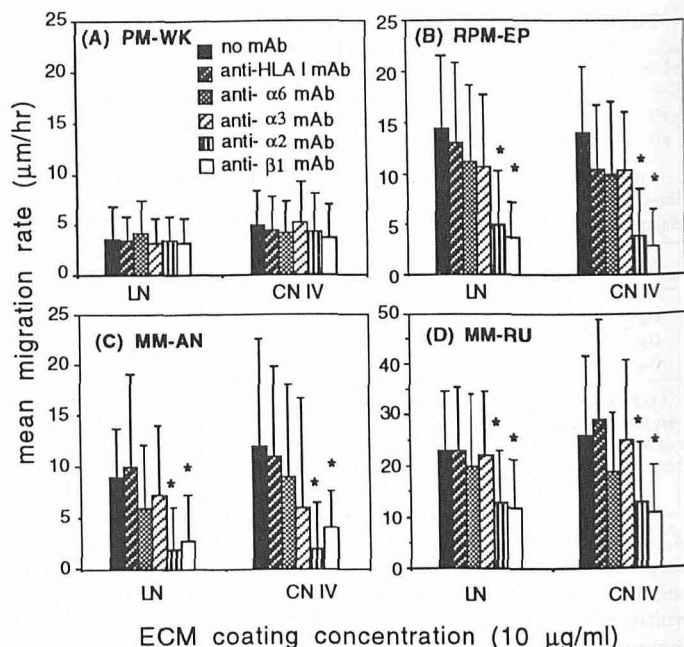 mean migration rate (μm/hr)
(A) PM-WK
25
20
15
10
5
0
no mAb
anti-HLA I mAb
anti- α6 mAb
anti- α3 mAb
anti- α2 mAb
anti- β1 mAb
LN CN IV
(B) RPM-EP
25
20
15
10
5
0
* *
* *
LN CN IV
(C) MM-AN
25
20
15
10
5
0
* *
* *
LN CN IV
(D) MM-RU
50
40
30
20
10
0
* *
* *
LN CN IV
ECM coating concentration (10 μg/ml)